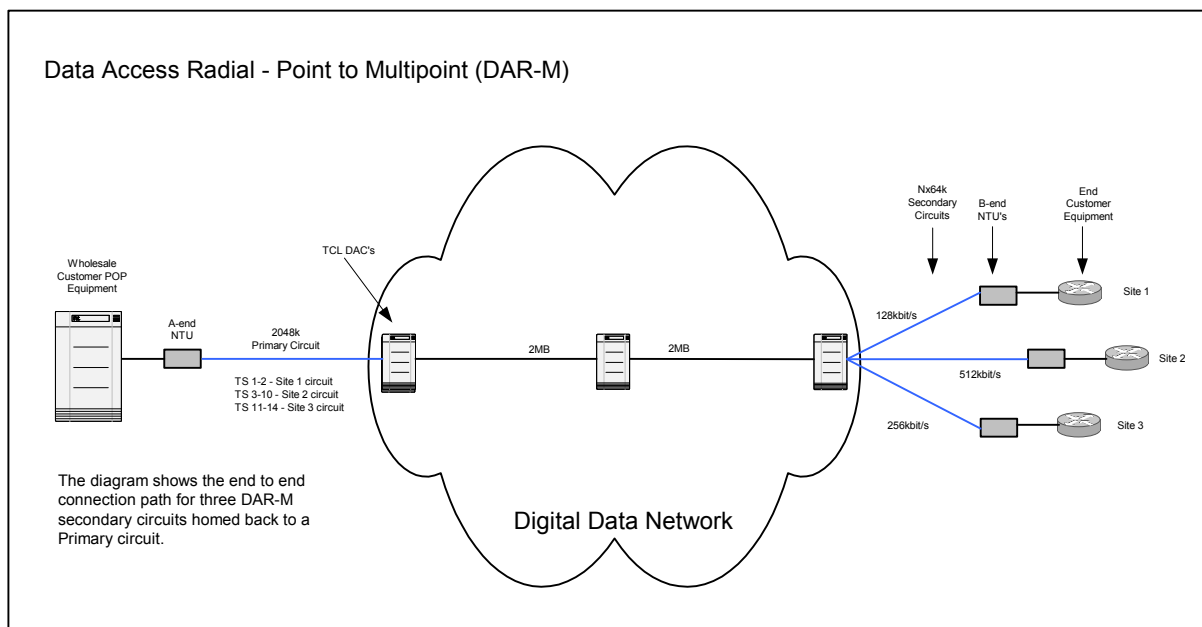 Data Access Radial - Point to Multipoint (DAR-M)
Nx64k
Secondary
Circuits
B-end
NTU's
End
Customer
Equipment
TCL DAC's
Wholesale
Customer POP
Equipment
A-end
NTU
2048k
Primary Circuit
TS 1-2 - Site 1 circuit
TS 3-10 - Site 2 circuit
TS 11-14 - Site 3 circuit
2MB
2MB
128kbit/s
512kbit/s
256kbit/s
Site 1
Site 2
Site 3
The diagram shows the end to end
connection path for three DAR-M
secondary circuits homed back to a
Primary circuit.
Digital Data Network